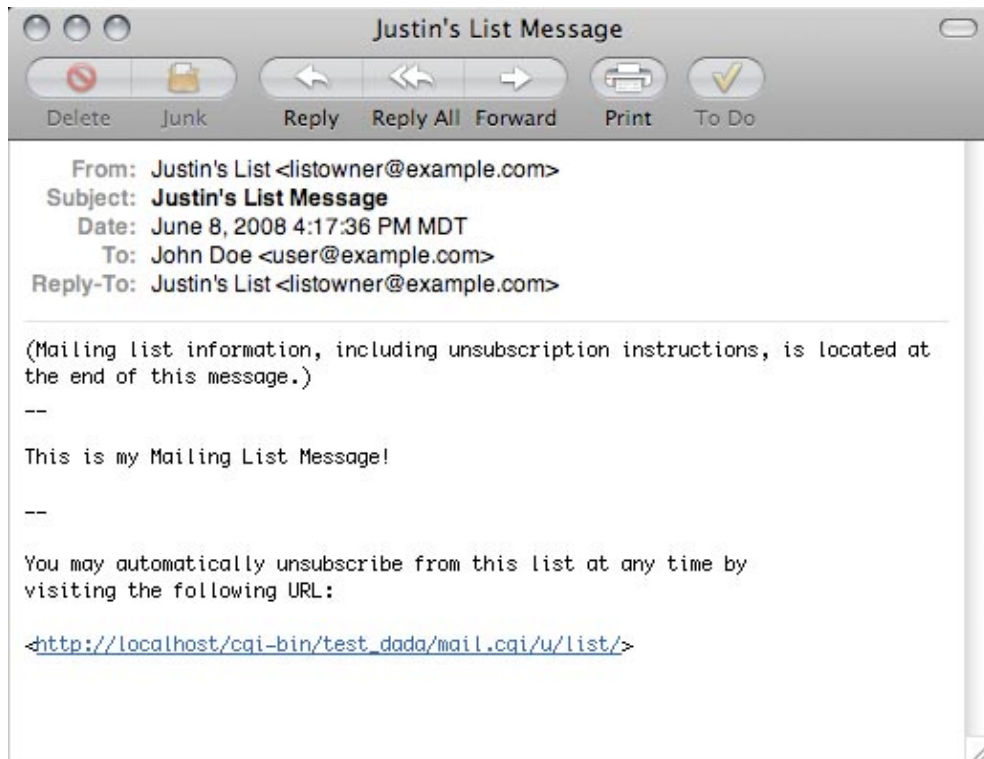 Justin's List Message
Delete Junk Reply Reply All Forward Print To Do
From: Justin's List <listowner@example.com>
Subject: Justin's List Message
Date: June 8, 2008 4:17:36 PM MDT
To: John Doe <user@example.com>
Reply-To: Justin's List <listowner@example.com>
(Mailing list information, including unsubscription instructions, is located at
the end of this message.)
--
This is my Mailing List Message!
--
You may automatically unsubscribe from this list at any time by
visiting the following URL:
<http://localhost/cgi-bin/test_dada/mail.cgi/u/list/>